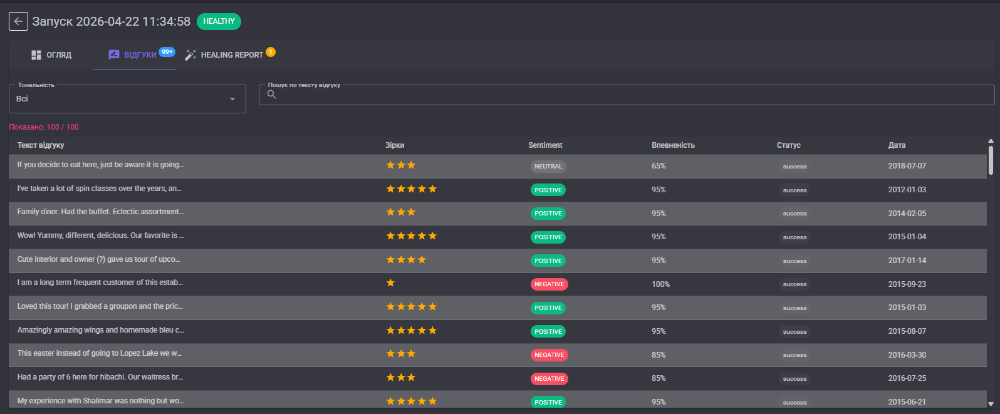 Запуск 2026-04-22 11:34:58 HEALTHY
ОГЛЯД ВІДГУКИ 99+ HEALING REPORT 1
Тональність Пошук по тексту відгуку
Всі
Показано: 100 / 100
Текст відгуку Зірки Sentiment Впевненість Статус Дата
If you decide to eat here, just be aware it is going... NEUTRAL 65% success 2018-07-07
I've taken a lot of spin classes over the years, an... POSITIVE 95% success 2012-01-03
Family diner. Had the buffet. Eclectic assortment... POSITIVE 95% success 2014-02-05
Wow! Yummy, different, delicious. Our favorite is ... POSITIVE 95% success 2015-01-04
Cute interior and owner (?) gave us tour of upco... POSITIVE 95% success 2017-01-14
I am a long term frequent customer of this estab... NEGATIVE 100% success 2015-09-23
Loved this tour! I grabbed a groupon and the pric... POSITIVE 95% success 2015-01-03
Amazingly amazing wings and homemade bleu c... POSITIVE 95% success 2015-08-07
This easter instead of going to Lopez Lake we w... NEGATIVE 85% success 2016-03-30
Had a party of 6 here for hibachi. Our waitress br... NEGATIVE 85% success 2016-07-25
My experience with Shalimar was nothing but wo... POSITIVE 95% success 2015-06-21